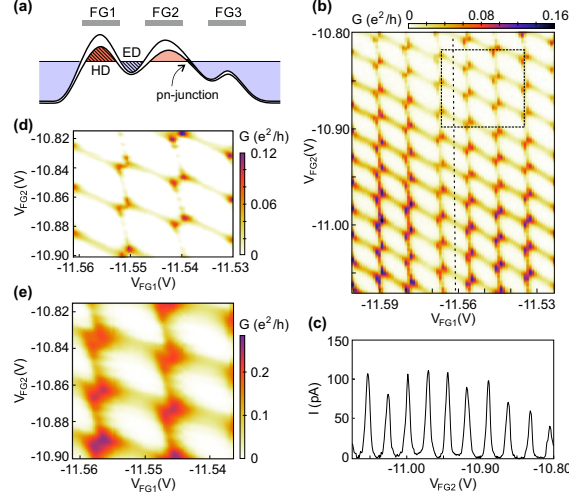 (a)
FG1 FG2 FG3
ED
HD
pn-junction
(b)
G (e²/h)
0 0.08 0.16
-10.80
-10.90
-11.00
V_FG2(V)
-11.59 -11.56 -11.53
V_FG1(V)
(c)
150
100
50
0
I (pA)
-11.00 -10.90 -10.80
V_FG2 (V)
(d)
G (e²/h)
0.12
0.06
0
-10.82
-10.84
-10.86
-10.88
-10.90
V_FG2(V)
-11.56 -11.55 -11.54 -11.53
V_FG1(V)
(e)
G (e²/h)
0.2
0.1
0
-10.82
-10.84
-10.86
-10.88
-10.90
V_FG2 (V)
-11.56 -11.55 -11.54
V_FG1(V)